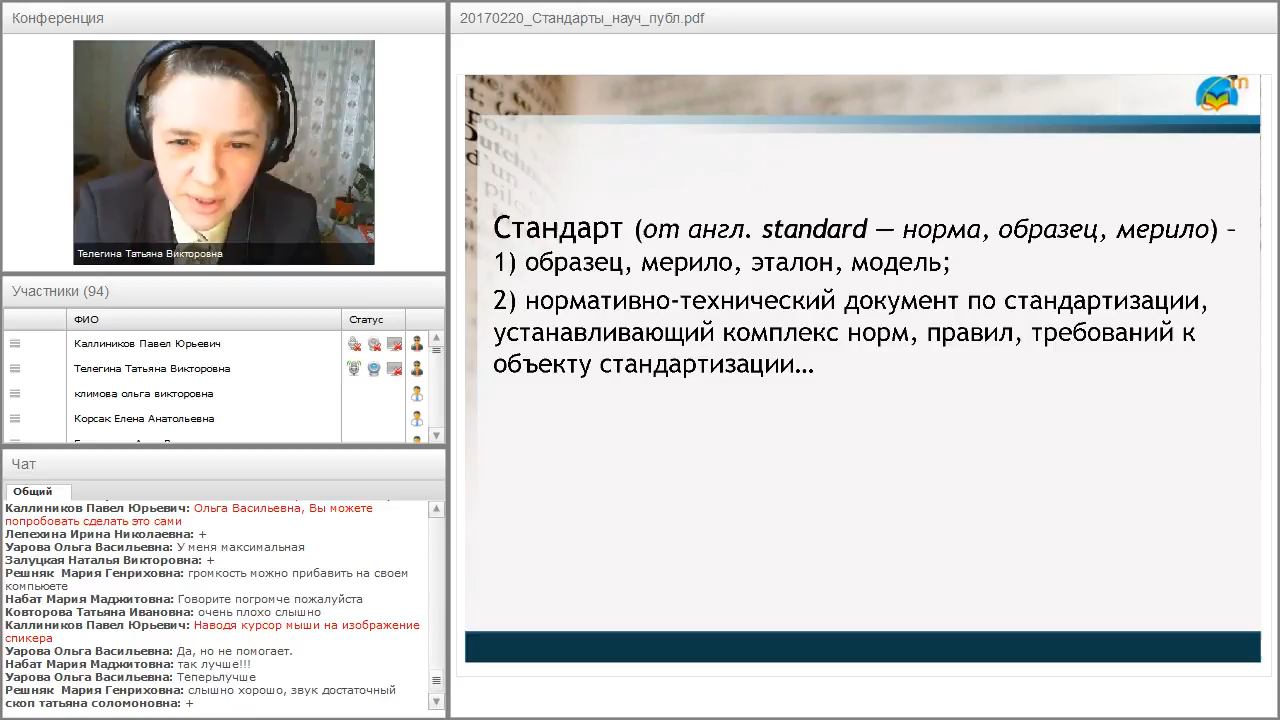 Конференция
Телегина Татьяна Викторовна
Участники (94)
ФИО
Статус
Каллиников Павел Юрьевич
Телегина Татьяна Викторовна
климова ольга викторовна
Корсак Елена Анатольевна
Чат
Общий
Каллиников Павел Юрьевич: Ольга Васильевна, Вы можете
попробовать сделать это сами
Лепехина Ирина Николаевна: +
Уарова Ольга Васильевна: У меня максимальная
Залуцкая Наталья Викторовна: +
Решняк Мария Генриховна: громкость можно прибавить на своем
компьюете
Набат Мария Маджитовна: Говорите погромче пожалуйста
Ковторова Татьяна Ивановна: очень плохо слышно
Каллиников Павел Юрьевич: Наводя курсор мыши на изображение
спикера
Уарова Ольга Васильевна: Да, но не помогает.
Набат Мария Маджитовна: так лучше!!!
Уарова Ольга Васильевна: Теперьлучше
Решняк Мария Генриховна: слышно хорошо, звук достаточный
скоп татьяна соломоновна: +
20170220_Стандарты_науч_публ.pdf
Стандарт (от англ. standard — норма, образец, мерило) –
1) образец, мерило, эталон, модель;
2) нормативно-технический документ по стандартизации,
устанавливающий комплекс норм, правил, требований к
объекту стандартизации…